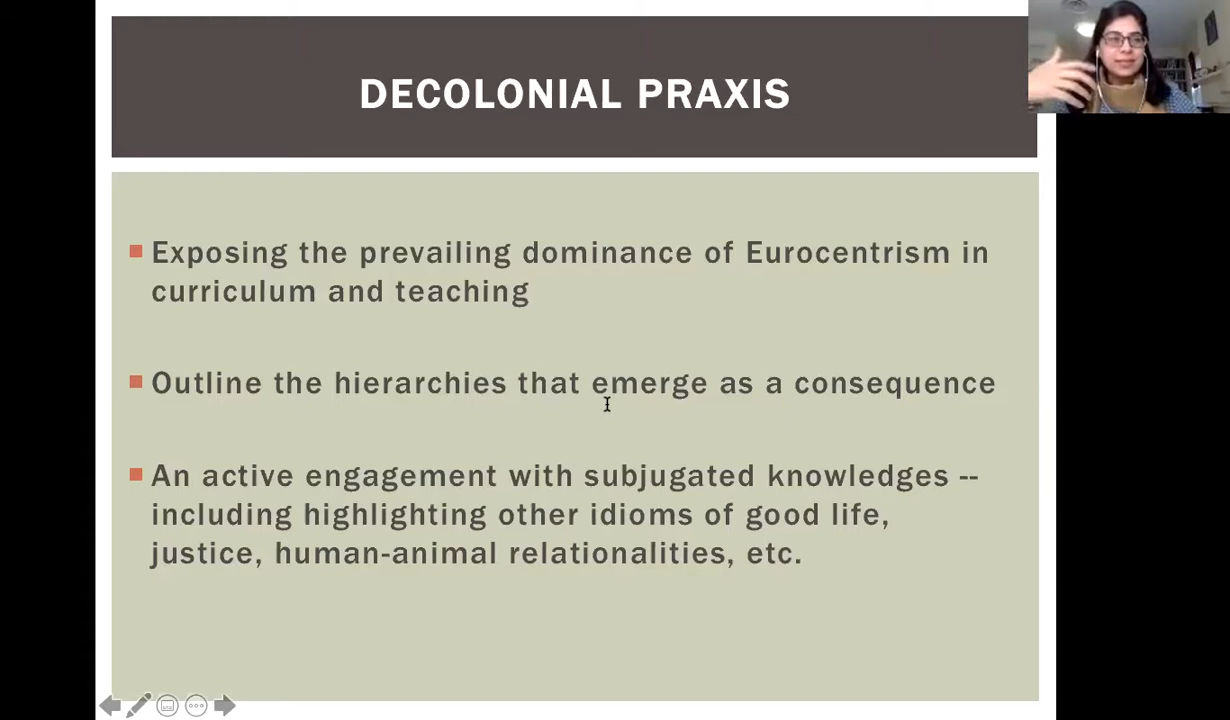 DECOLONIAL PRAXIS
Exposing the prevailing dominance of Eurocentrism in
curriculum and teaching
Outline the hierarchies that emerge as a consequence
An active engagement with subjugated knowledges --
including highlighting other idioms of good life,
justice, human-animal relationalities, etc.